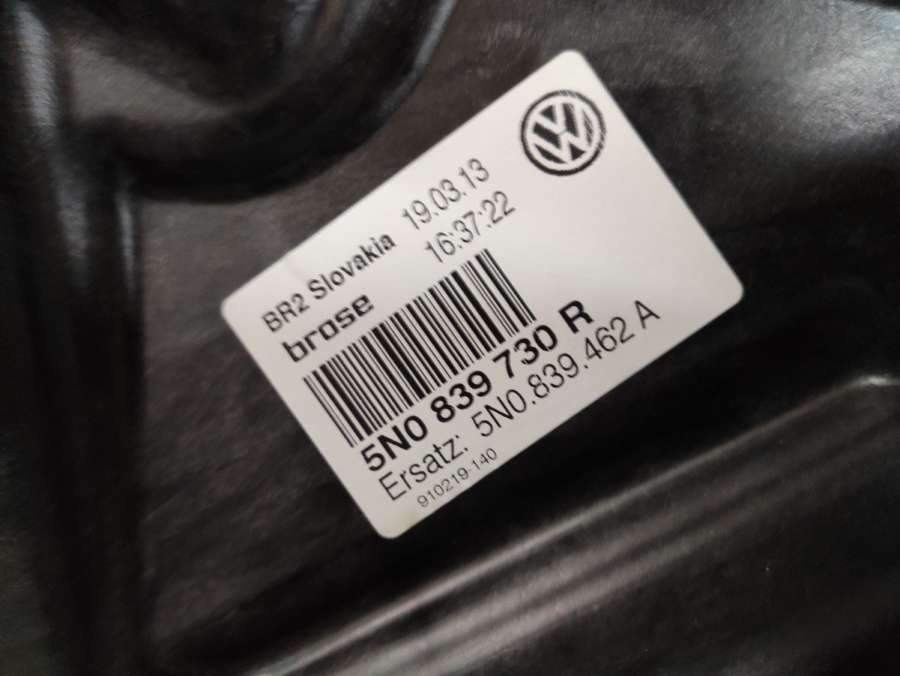 BR2 Slovakia 19.03.13
brose 16:37:22
5N0 839 730 R
Ersatz: 5N0.839.462 A
910219-140